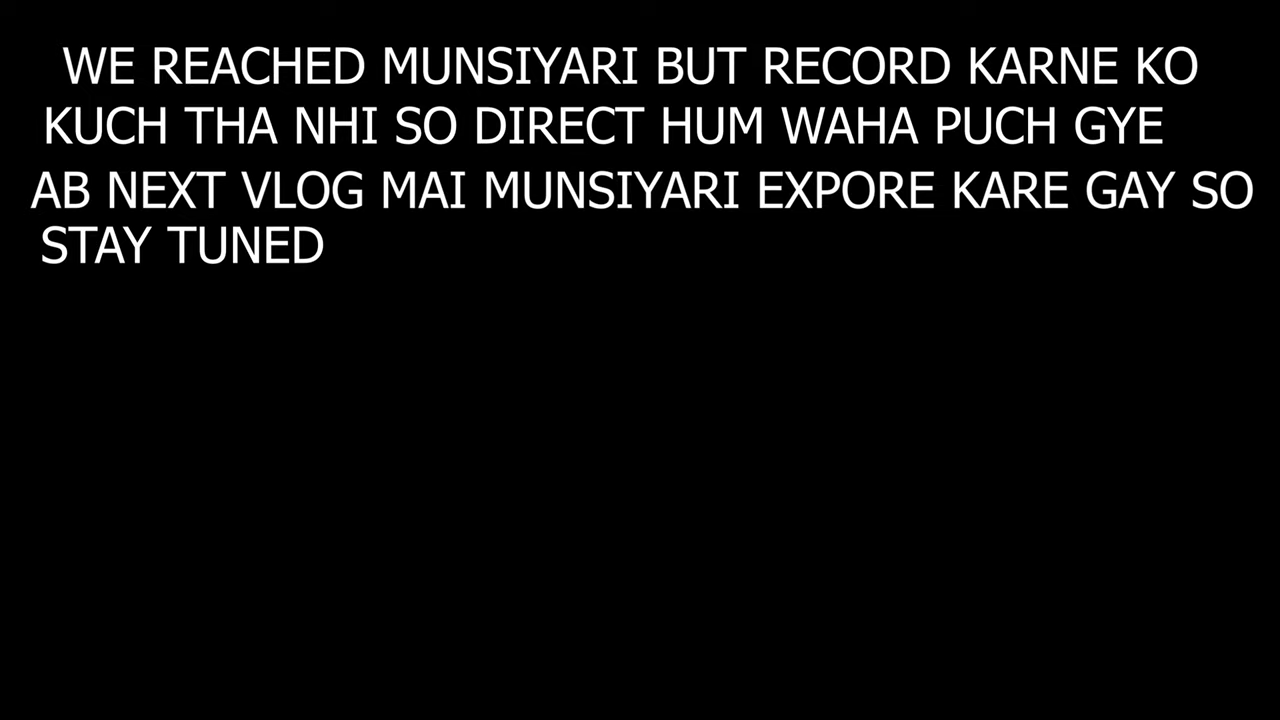 WE REACHED MUNSIYARI BUT RECORD KARNE KO
KUCH THA NHI SO DIRECT HUM WAHA PUCH GYE
AB NEXT VLOG MAI MUNSIYARI EXPORE KARE GAY SO
STAY TUNED